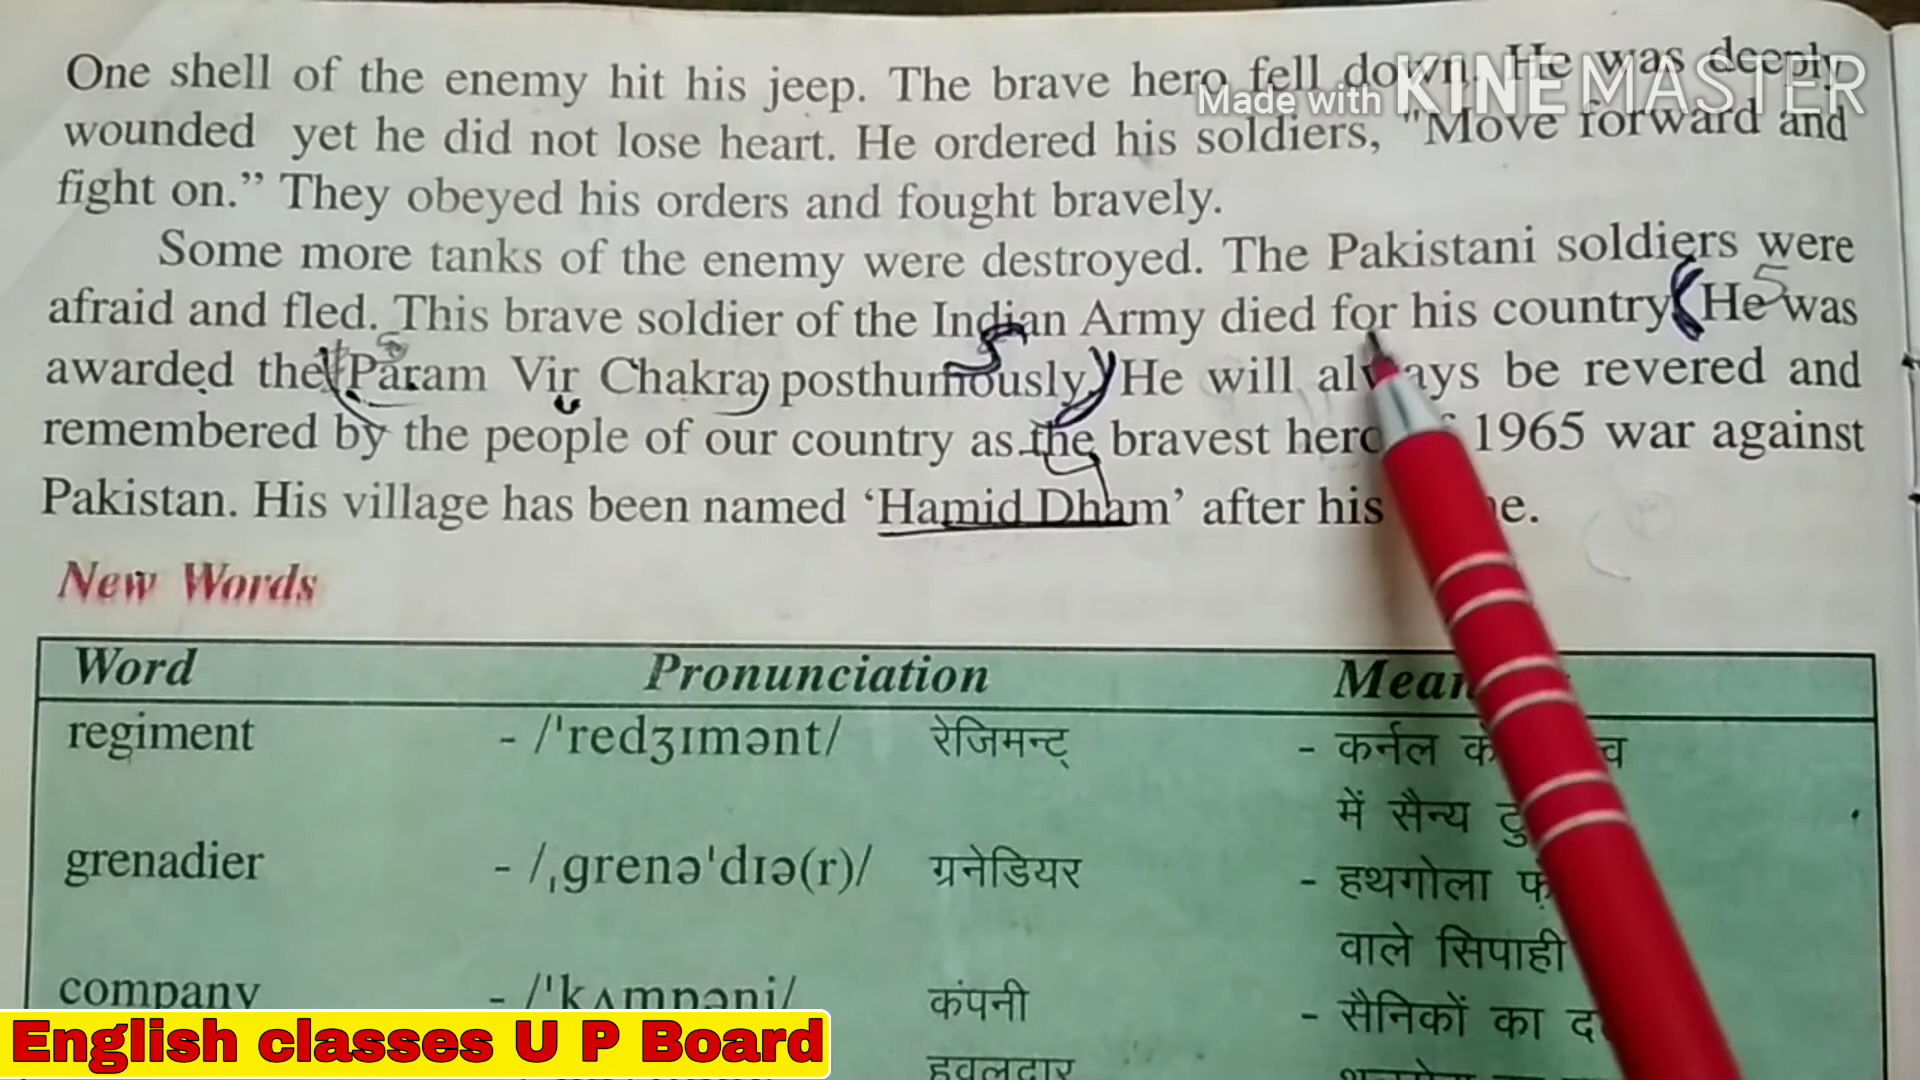 One shell of the enemy hit his jeep. The brave hero fell down. He was deeply
Made with KINEMASTER
wounded yet he did not lose heart. He ordered his soldiers, "Move forward and
fight on.” They obeyed his orders and fought bravely.
Some more tanks of the enemy were destroyed. The Pakistani soldiers were
afraid and fled. This brave soldier of the Indian Army died for his country. He was
awarded the Param Vir Chakra posthumously. He will always be revered and
remembered by the people of our country as the bravest hero 1965 war against
Pakistan. His village has been named ‘Hamid Dham’ after his
New Words
Word Pronunciation
regiment - /ˈredʒɪmənt/ रेजिमन्ट् - कर्नल
में सैन्य
grenadier - /ˌgrenəˈdɪə(r)/ ग्रनेडियर - हथगोला
वाले सिपाही
company - /ˈkʌmpəni/ कंपनी - सैनिकों का
English classes U P Board
हवलदार